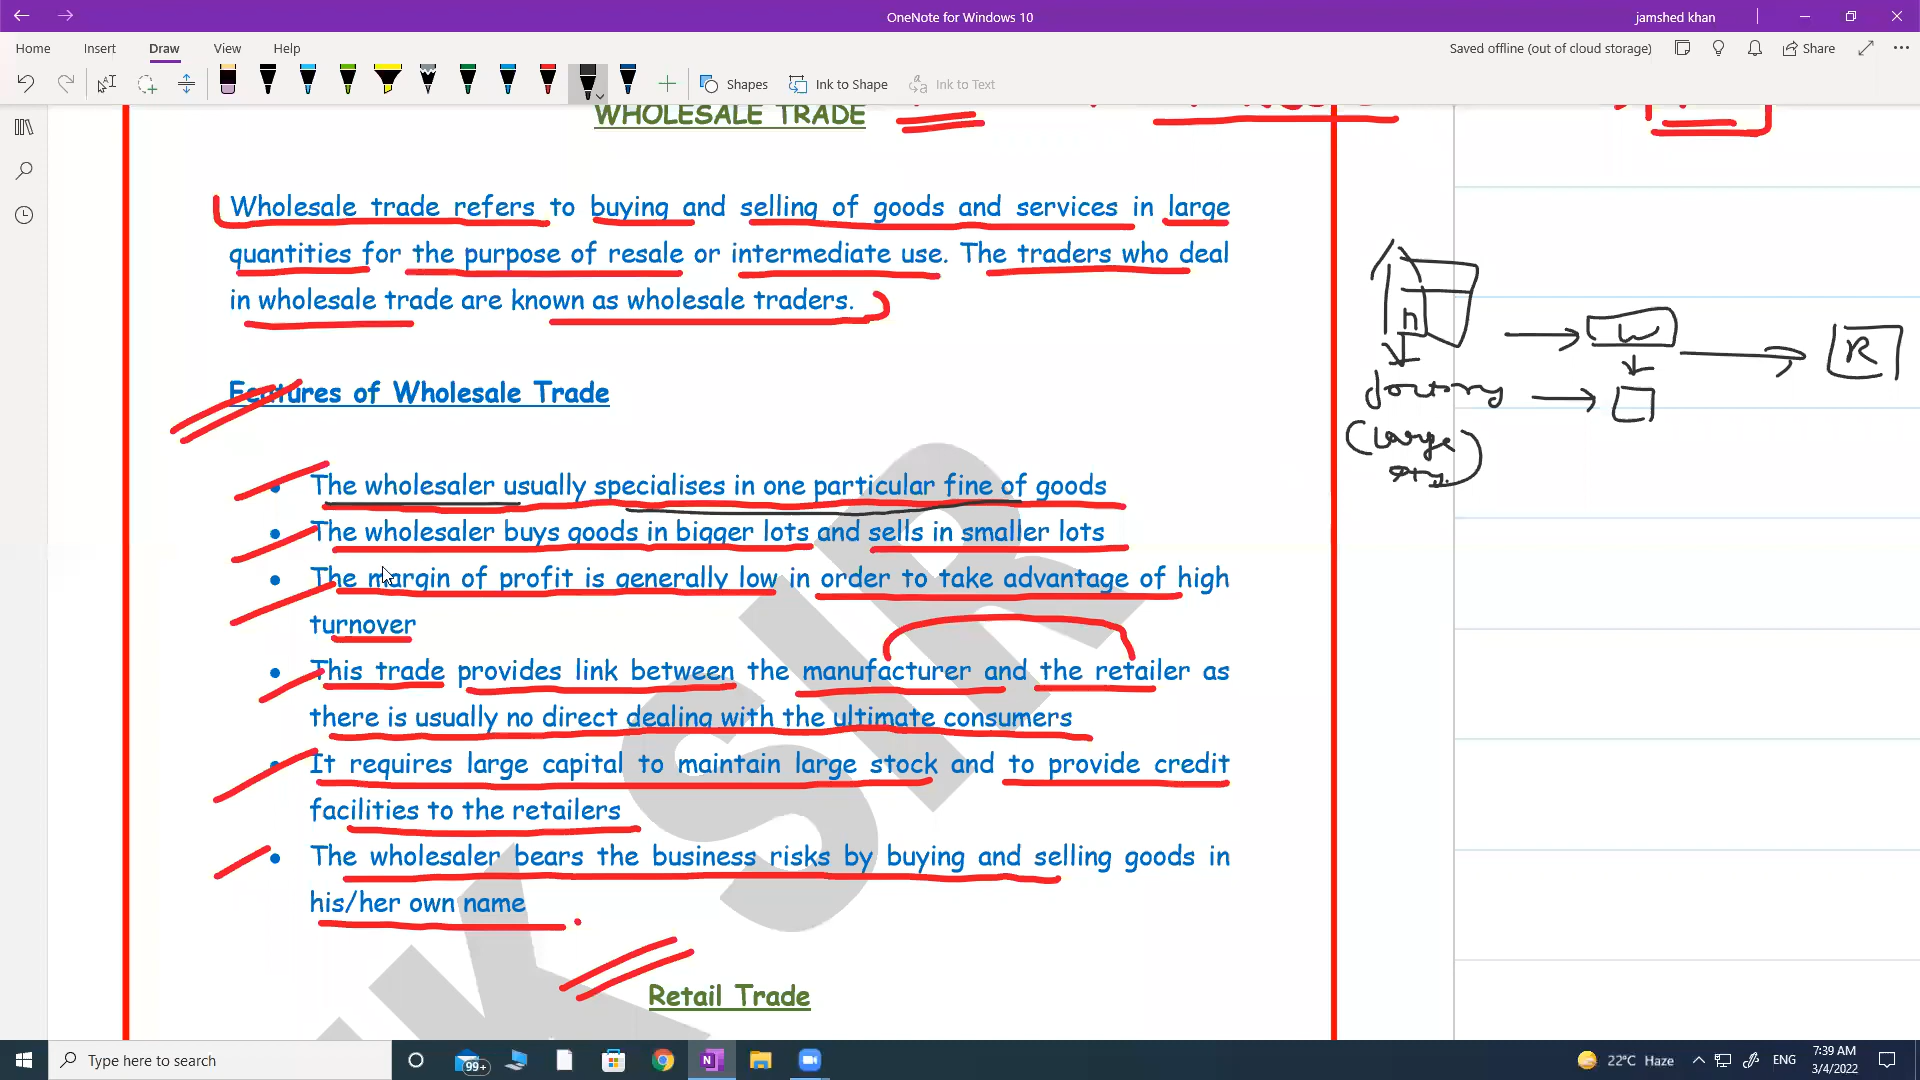 OneNote for Windows 10
jamshed khan
Home Insert Draw View Help
Saved offline (out of cloud storage)
Share
Shapes
Ink to Shape
Ink to Text
WHOLESALE TRADE
Wholesale trade refers to buying and selling of goods and services in large
quantities for the purpose of resale or intermediate use. The traders who deal
in wholesale trade are known as wholesale traders.
Features of Wholesale Trade
• The wholesaler usually specialises in one particular fine of goods
• The wholesaler buys goods in bigger lots and sells in smaller lots
• The margin of profit is generally low in order to take advantage of high
turnover
• This trade provides link between the manufacturer and the retailer as
there is usually no direct dealing with the ultimate consumers
• It requires large capital to maintain large stock and to provide credit
facilities to the retailers
• The wholesaler bears the business risks by buying and selling goods in
his/her own name
Retail Trade
W
R
(Large
K SIR
Type here to search
99+
22°C Haze
ENG
7:39 AM
3/4/2022